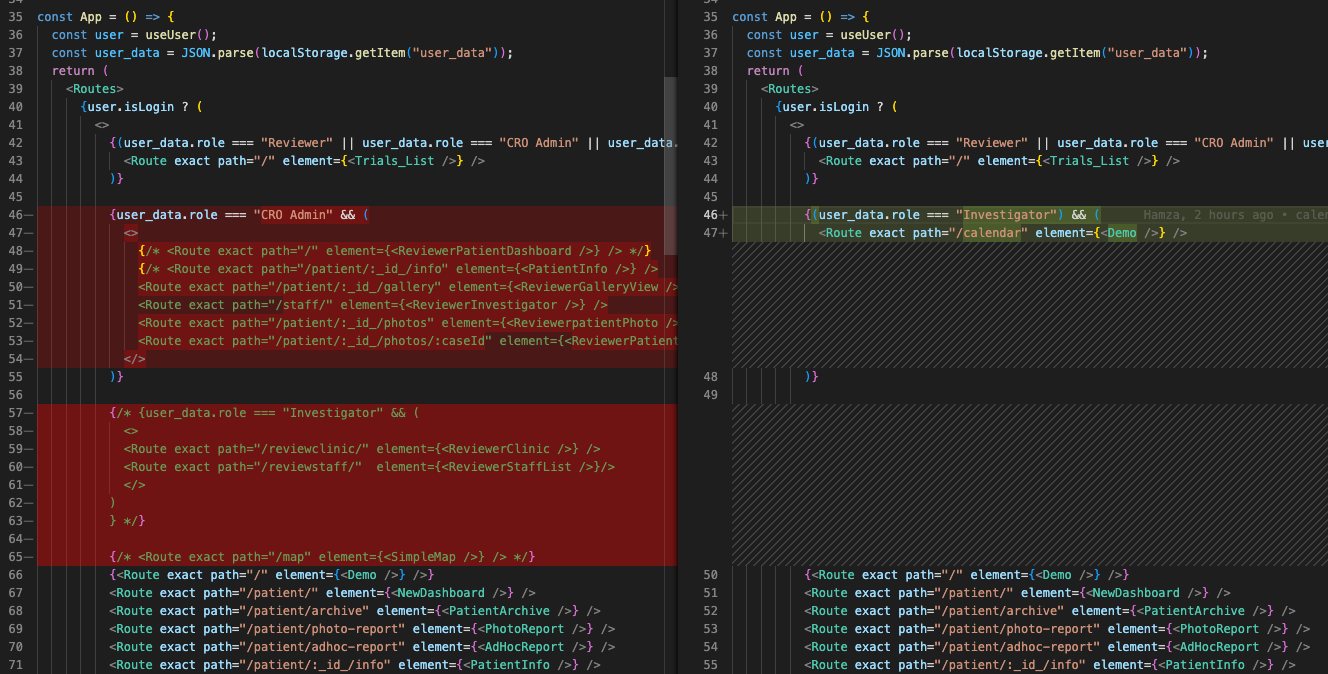 34
35 const App = () => {
36 const user = useUser();
37 const user_data = JSON.parse(localStorage.getItem("user_data"));
38 return (
39 <Routes>
40 {user.isLogin ? (
41 <>
42 {(user_data.role === "Reviewer" || user_data.role === "CRO Admin" || user_data.
43 <Route exact path="/" element={<Trials_List />} />
44 )}
45
46— {user_data.role === "CRO Admin" && (
47— <>
48— {/* <Route exact path="/" element={<ReviewerPatientDashboard />} /> */}
49— {/* <Route exact path="/patient/:_id_/info" element={<PatientInfo />} />
50— <Route exact path="/patient/:_id_/gallery" element={<ReviewerGalleryView />
51— <Route exact path="/staff/" element={<ReviewerInvestigator />} />
52— <Route exact path="/patient/:_id_/photos" element={<ReviewerpatientPhoto />
53— <Route exact path="/patient/:_id_/photos/:caseId" element={<ReviewerPatient
54— </>
55 )}
56
57— {/* {user_data.role === "Investigator" && (
58— <>
59— <Route exact path="/reviewclinic/" element={<ReviewerClinic />} />
60— <Route exact path="/reviewstaff/"  element={<ReviewerStaffList />}/>
61— </>
62— )
63— } */}
64—
65— {/* <Route exact path="/map" element={<SimpleMap />} /> */}
66 {<Route exact path="/" element={<Demo />} />}
67 <Route exact path="/patient/" element={<NewDashboard />} />
68 <Route exact path="/patient/archive" element={<PatientArchive />} />
69 <Route exact path="/patient/photo-report" element={<PhotoReport />} />
70 <Route exact path="/patient/adhoc-report" element={<AdHocReport />} />
71 <Route exact path="/patient/:_id_/info" element={<PatientInfo />} />
35 const App = () => {
36 const user = useUser();
37 const user_data = JSON.parse(localStorage.getItem("user_data"));
38 return (
39 <Routes>
40 {user.isLogin ? (
41 <>
42 {(user_data.role === "Reviewer" || user_data.role === "CRO Admin" || user
43 <Route exact path="/" element={<Trials_List />} />
44 )}
45
46+ {(user_data.role === "Investigator") && ( Hamza, 2 hours ago • calen
47+ <Route exact path="/calendar" element={<Demo />} />
48 )}
49
50 {<Route exact path="/" element={<Demo />} />}
51 <Route exact path="/patient/" element={<NewDashboard />} />
52 <Route exact path="/patient/archive" element={<PatientArchive />} />
53 <Route exact path="/patient/photo-report" element={<PhotoReport />} />
54 <Route exact path="/patient/adhoc-report" element={<AdHocReport />} />
55 <Route exact path="/patient/:_id_/info" element={<PatientInfo />} />